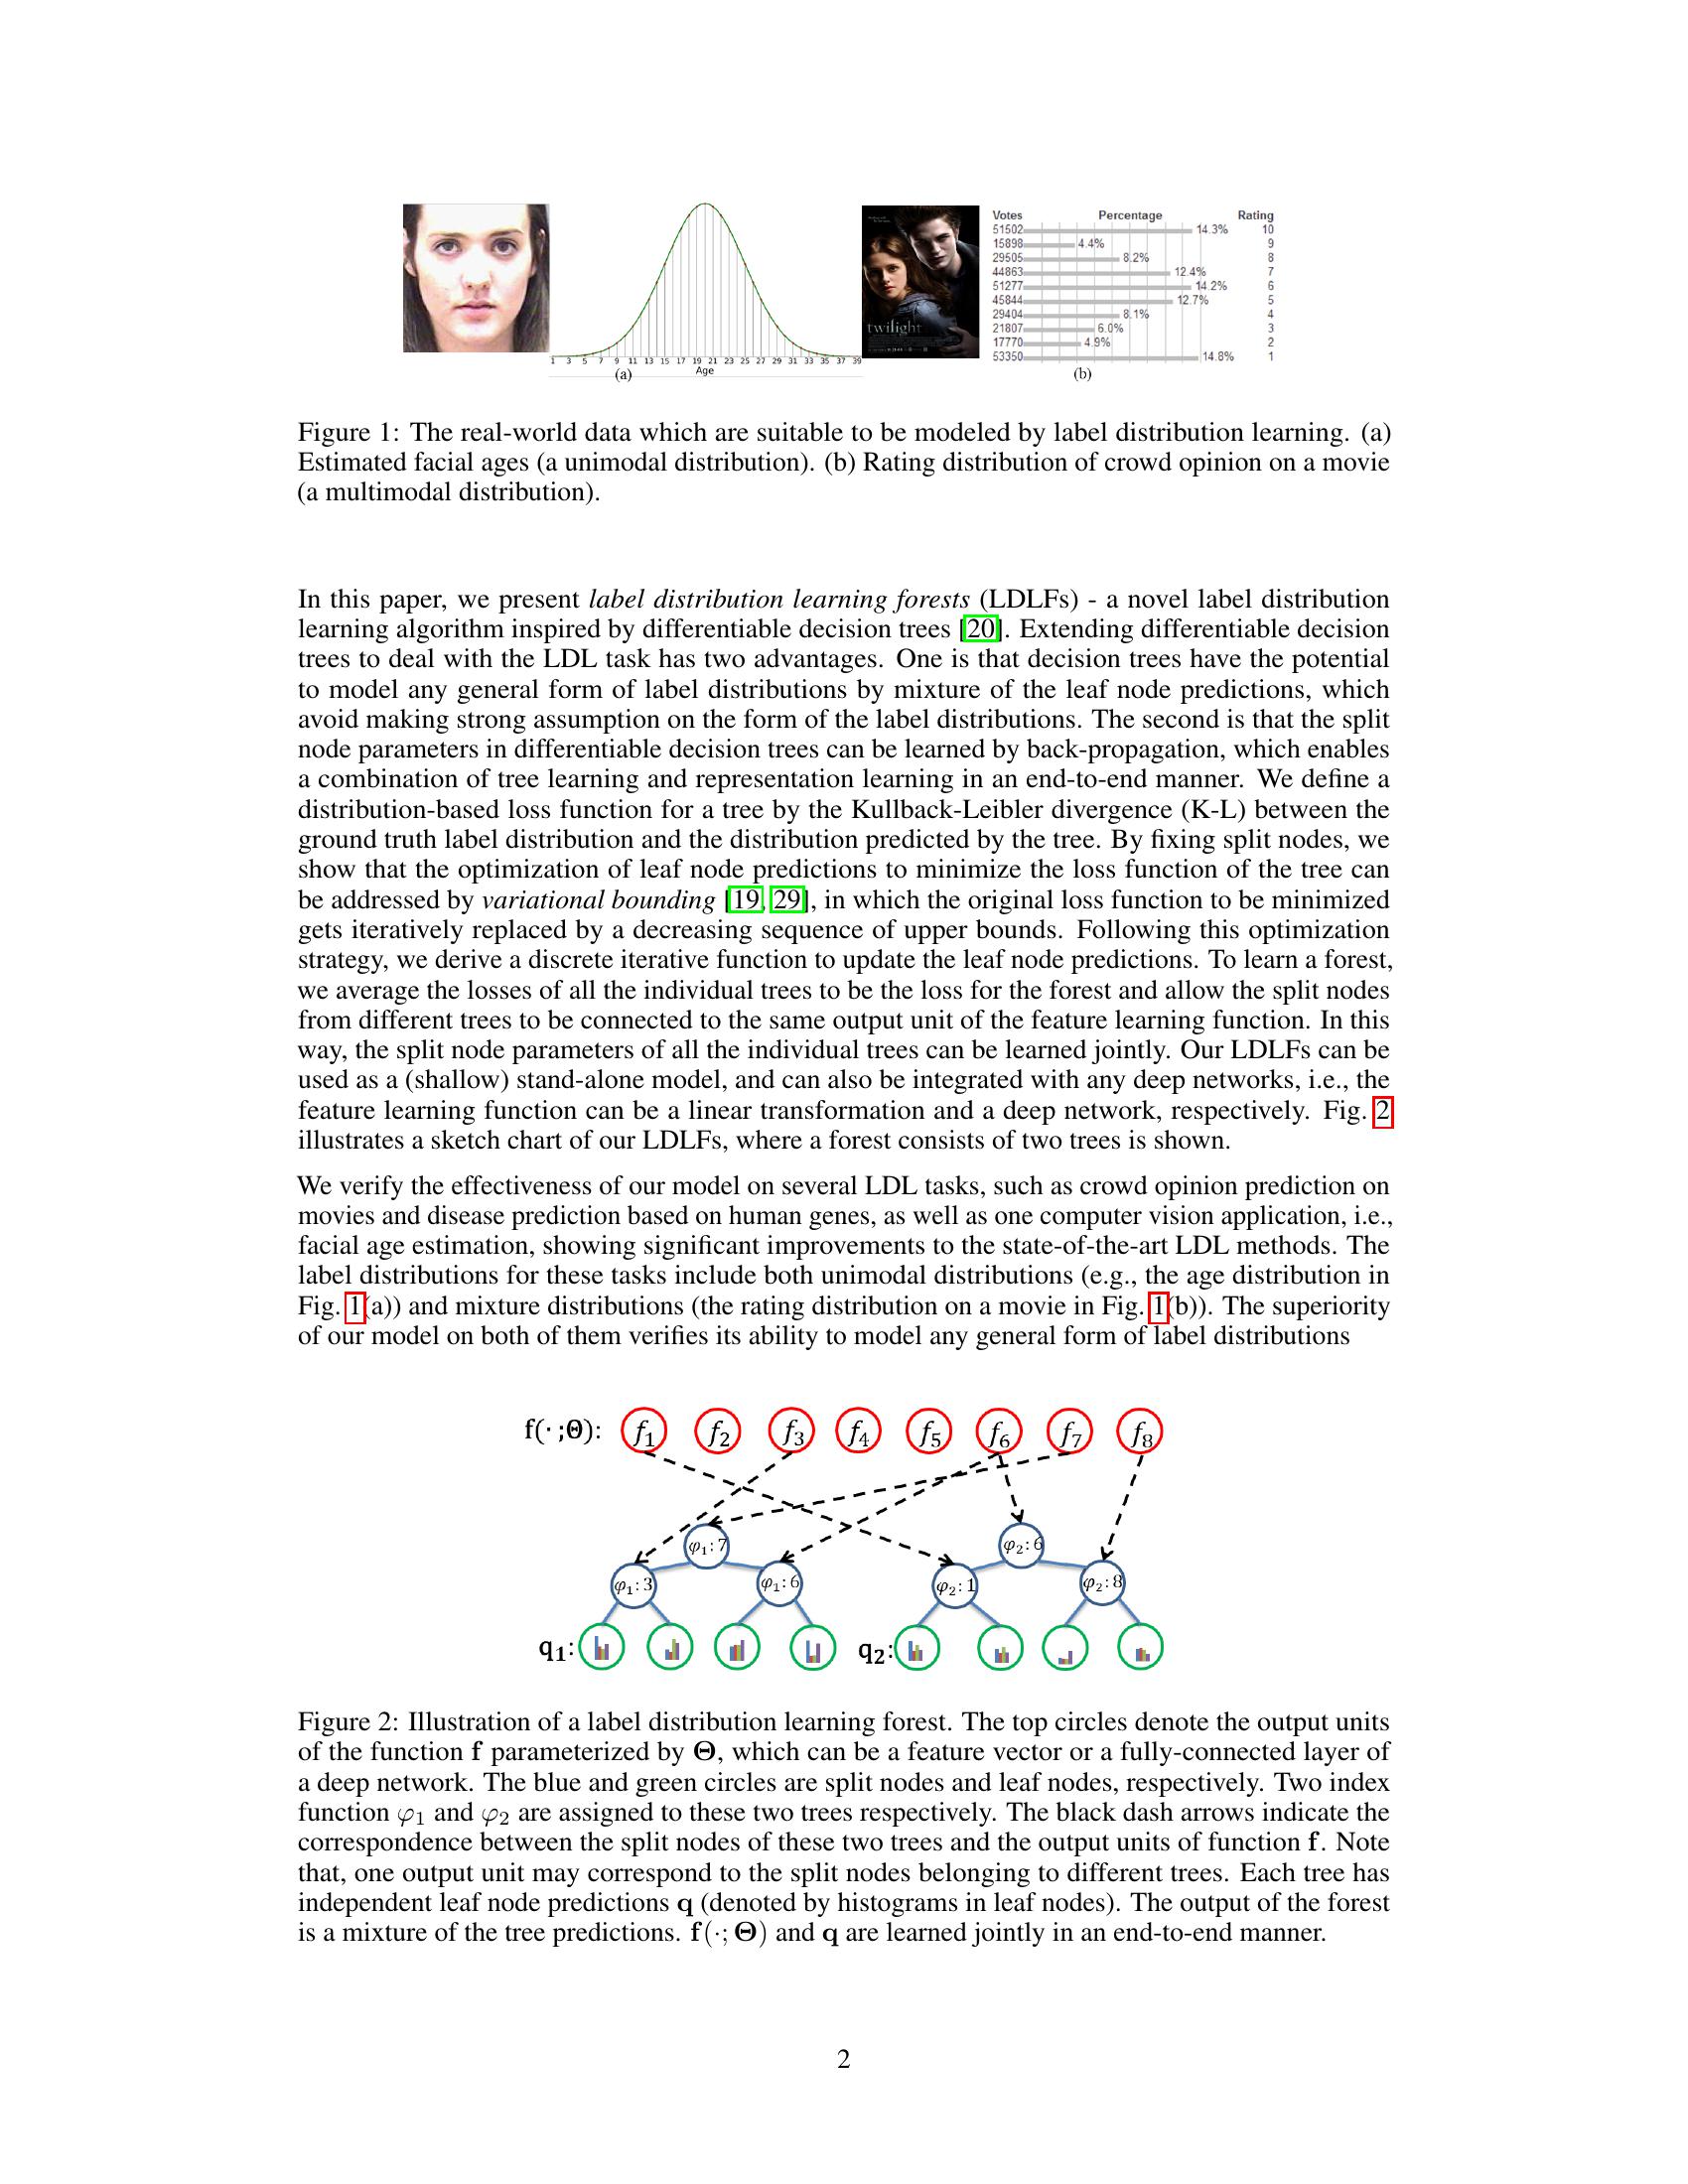 twilight
Votes Percentage Rating
51502 14.3% 10
15898 4.4% 9
29505 8.2% 8
44863 12.4% 7
51277 14.2% 6
45844 12.7% 5
29404 8.1% 4
21807 6.0% 3
17770 4.9% 2
53350 14.8% 1
1 3 5 7 9 11 13 15 17 19 21 23 25 27 29 31 33 35 37 39
Age
(a)
(b)
Figure 1: The real-world data which are suitable to be modeled by label distribution learning. (a)
Estimated facial ages (a unimodal distribution). (b) Rating distribution of crowd opinion on a movie
(a multimodal distribution).
In this paper, we present label distribution learning forests (LDLFs) - a novel label distribution
learning algorithm inspired by differentiable decision trees [20]. Extending differentiable decision
trees to deal with the LDL task has two advantages. One is that decision trees have the potential
to model any general form of label distributions by mixture of the leaf node predictions, which
avoid making strong assumption on the form of the label distributions. The second is that the split
node parameters in differentiable decision trees can be learned by back-propagation, which enables
a combination of tree learning and representation learning in an end-to-end manner. We define a
distribution-based loss function for a tree by the Kullback-Leibler divergence (K-L) between the
ground truth label distribution and the distribution predicted by the tree. By fixing split nodes, we
show that the optimization of leaf node predictions to minimize the loss function of the tree can
be addressed by variational bounding [19, 29], in which the original loss function to be minimized
gets iteratively replaced by a decreasing sequence of upper bounds. Following this optimization
strategy, we derive a discrete iterative function to update the leaf node predictions. To learn a forest,
we average the losses of all the individual trees to be the loss for the forest and allow the split nodes
from different trees to be connected to the same output unit of the feature learning function. In this
way, the split node parameters of all the individual trees can be learned jointly. Our LDLFs can be
used as a (shallow) stand-alone model, and can also be integrated with any deep networks, i.e., the
feature learning function can be a linear transformation and a deep network, respectively. Fig. 2
illustrates a sketch chart of our LDLFs, where a forest consists of two trees is shown.
We verify the effectiveness of our model on several LDL tasks, such as crowd opinion prediction on
movies and disease prediction based on human genes, as well as one computer vision application, i.e.,
facial age estimation, showing significant improvements to the state-of-the-art LDL methods. The
label distributions for these tasks include both unimodal distributions (e.g., the age distribution in
Fig. 1(a)) and mixture distributions (the rating distribution on a movie in Fig. 1(b)). The superiority
of our model on both of them verifies its ability to model any general form of label distributions
f(·;Θ): f1 f2 f3 f4 f5 f6 f7 f8
φ1:7 φ2:6
φ1:3 φ1:6 φ2:1 φ2:8
q1: q2:
Figure 2: Illustration of a label distribution learning forest. The top circles denote the output units
of the function f parameterized by Θ, which can be a feature vector or a fully-connected layer of
a deep network. The blue and green circles are split nodes and leaf nodes, respectively. Two index
function φ1 and φ2 are assigned to these two trees respectively. The black dash arrows indicate the
correspondence between the split nodes of these two trees and the output units of function f. Note
that, one output unit may correspond to the split nodes belonging to different trees. Each tree has
independent leaf node predictions q (denoted by histograms in leaf nodes). The output of the forest
is a mixture of the tree predictions. f(·; Θ) and q are learned jointly in an end-to-end manner.
2